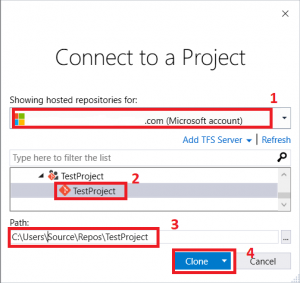 Connect to a Project
Showing hosted repositories for:
1
.com (Microsoft account)
Add TFS Server Refresh
Type here to filter the list
TestProject
2
TestProject
Path:
3
C:\Users\Source\Repos\TestProject
...
4
Clone Cancel